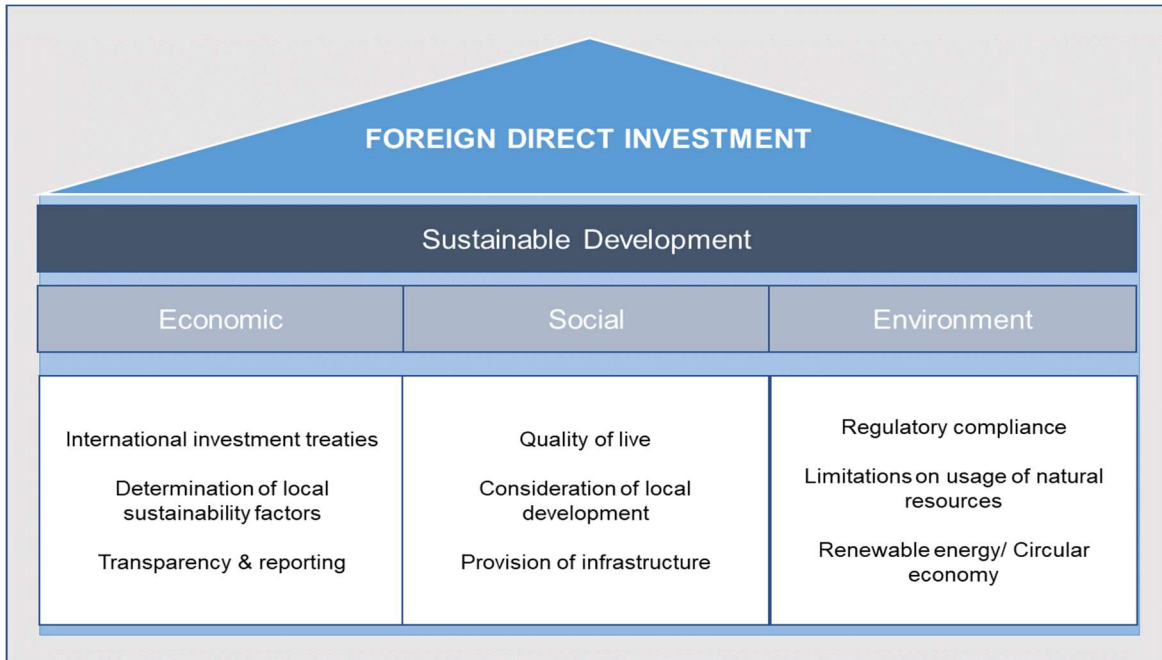 FOREIGN DIRECT INVESTMENT
Sustainable Development
Economic
Social
Environment
International investment treaties
Determination of local
sustainability factors
Transparency & reporting
Quality of live
Consideration of local
development
Provision of infrastructure
Regulatory compliance
Limitations on usage of natural
resources
Renewable energy/ Circular
economy